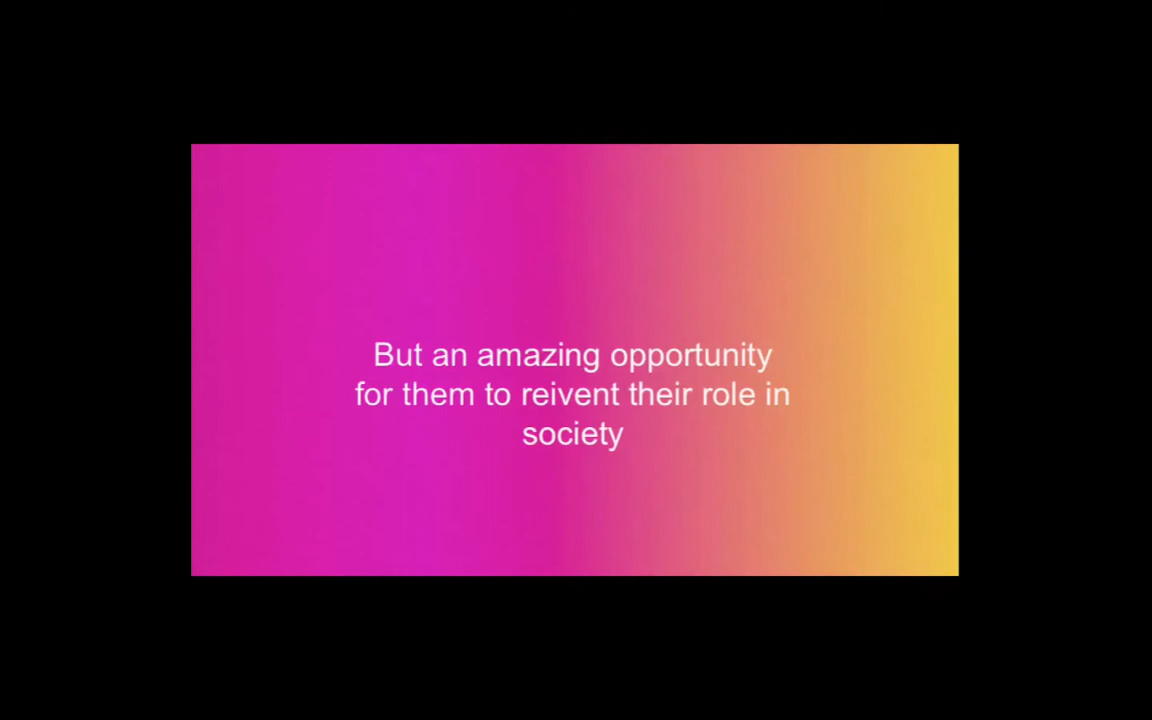 But an amazing opportunity
for them to reivent their role in
society